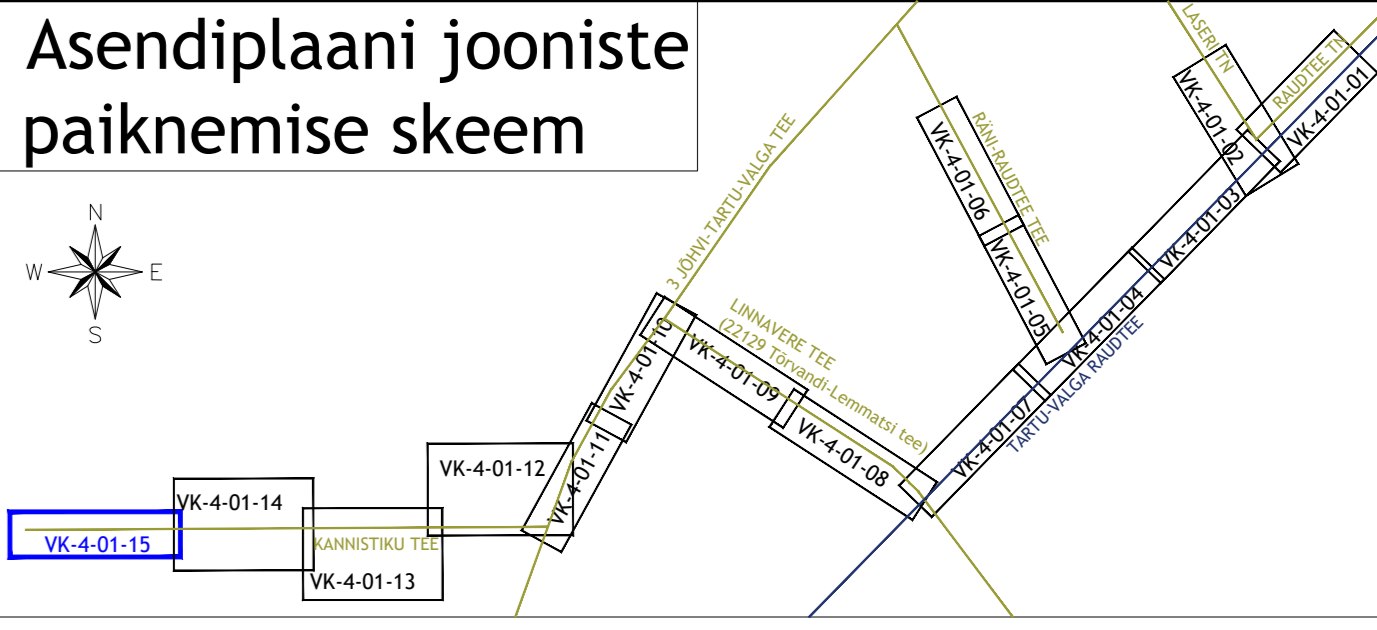 Asendiplaani jooniste
paiknemise skeem
N
W
E
S
LASERI TN
RAUDTEE TN
VK-4-01-01
VK-4-01-02
VK-4-01-03
VK-4-01-04
TARTU-VALGA RAUDTEE
RÄNI-RAUDTEE TEE
VK-4-01-06
VK-4-01-05
VK-4-01-07
3 JÕHVI-TARTU-VALGA TEE
LINNAVERE TEE
(22129 Tõrvandi-Lemmatsi tee)
VK-4-01-10
VK-4-01-09
VK-4-01-08
VK-4-01-11
VK-4-01-12
VK-4-01-14
VK-4-01-15
KANNISTIKU TEE
VK-4-01-13